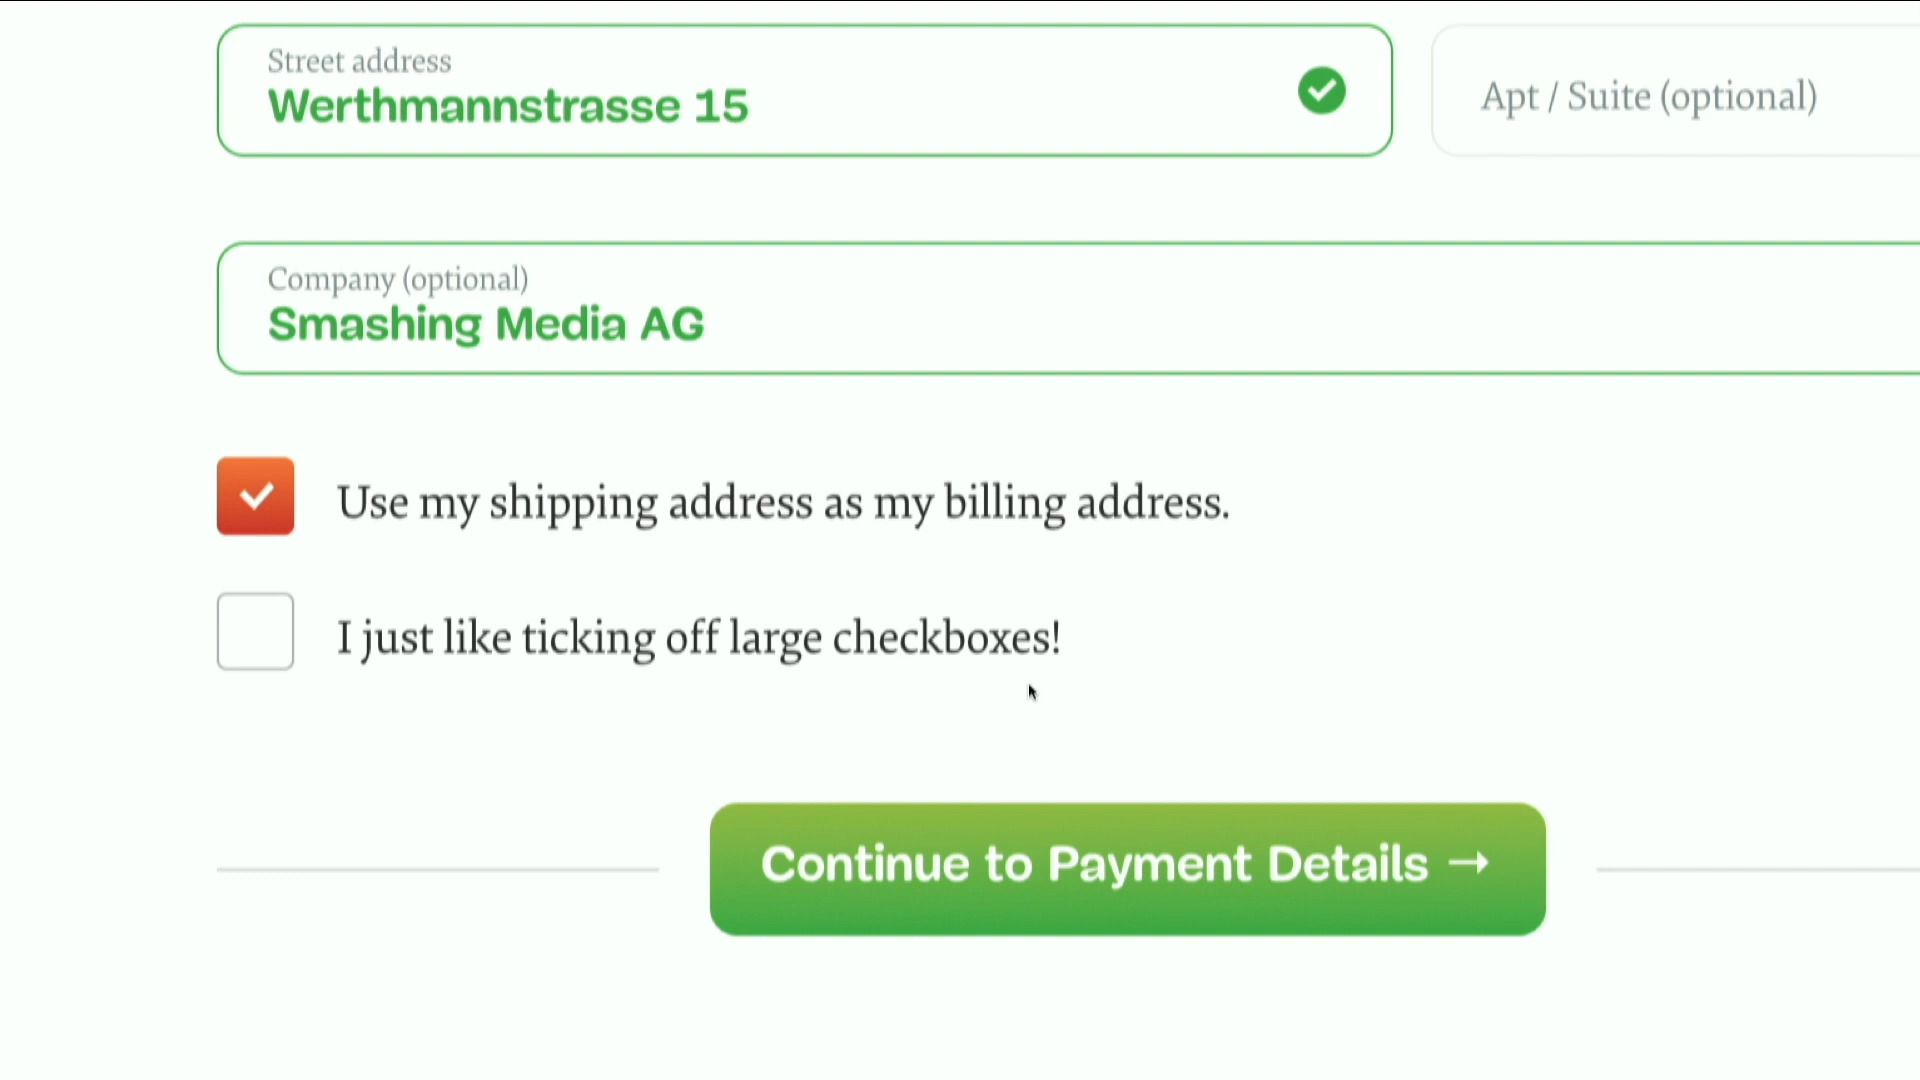 Street address
Werthmannstrasse 15
Apt / Suite (optional)
Company (optional)
Smashing Media AG
Use my shipping address as my billing address.
I just like ticking off large checkboxes!
Continue to Payment Details →